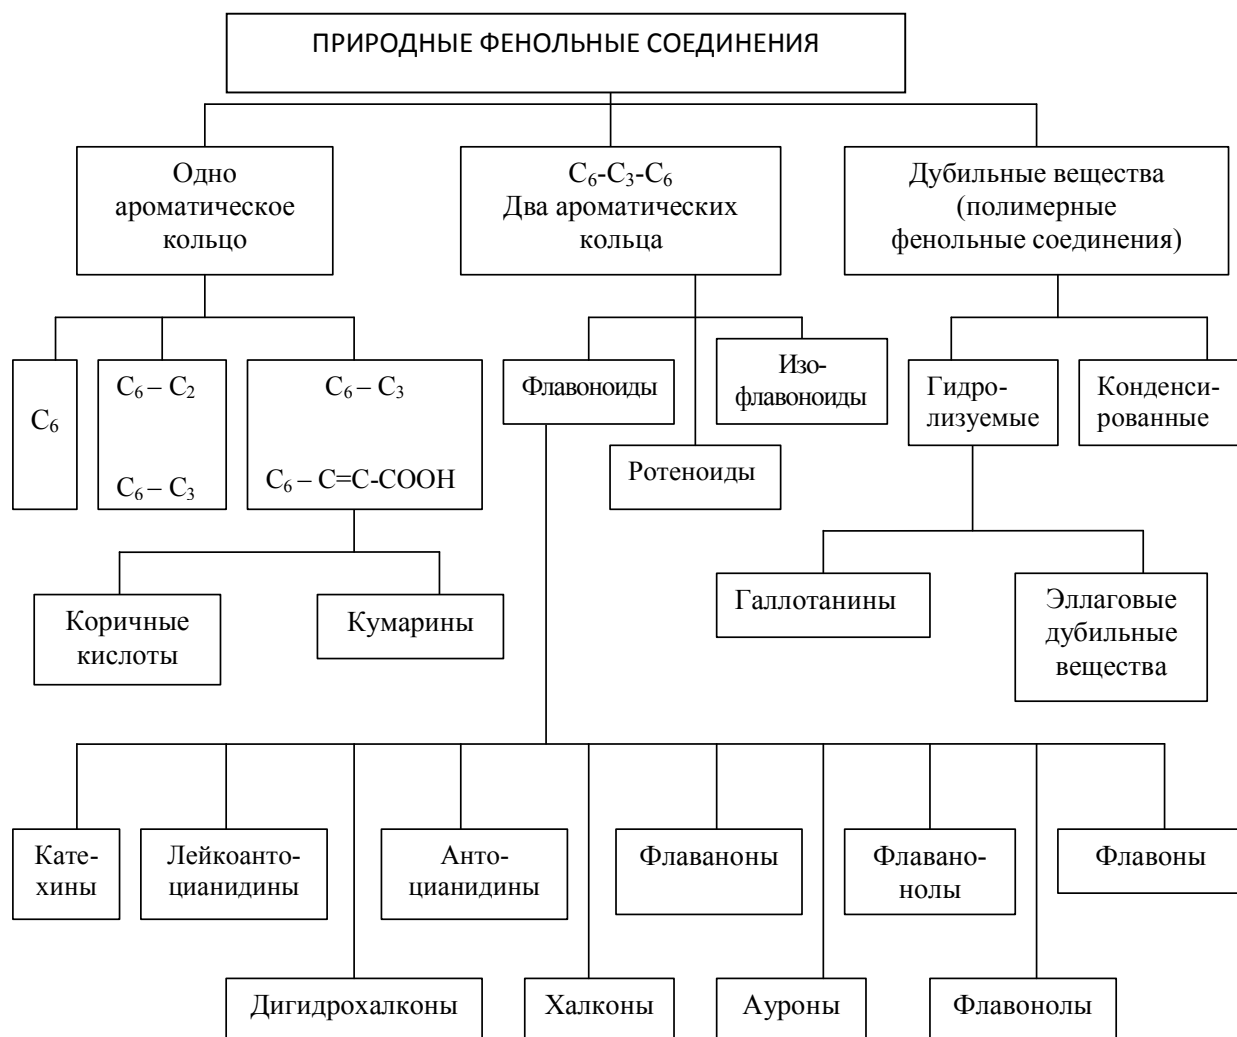 ПРИРОДНЫЕ ФЕНОЛЬНЫЕ СОЕДИНЕНИЯ
Одно
ароматическое
кольцо
C₆-C₃-C₆
Два ароматических
кольца
Дубильные вещества
(полимерные
фенольные соединения)
C₆
C₆ – C₂
C₆ – C₃
C₆ – C₃
C₆ – C=C-COOH
Флавоноиды
Изо-
флавоноиды
Ротеноиды
Гидро-
лизуемые
Конденси-
рованные
Коричные
кислоты
Кумарины
Галлотанины
Эллаговые
дубильные
вещества
Кате-
хины
Лейкоанто-
цианидины
Анто-
цианидины
Флаваноны
Флавано-
нолы
Флавоны
Дигидрохалконы
Халконы
Ауроны
Флавонолы